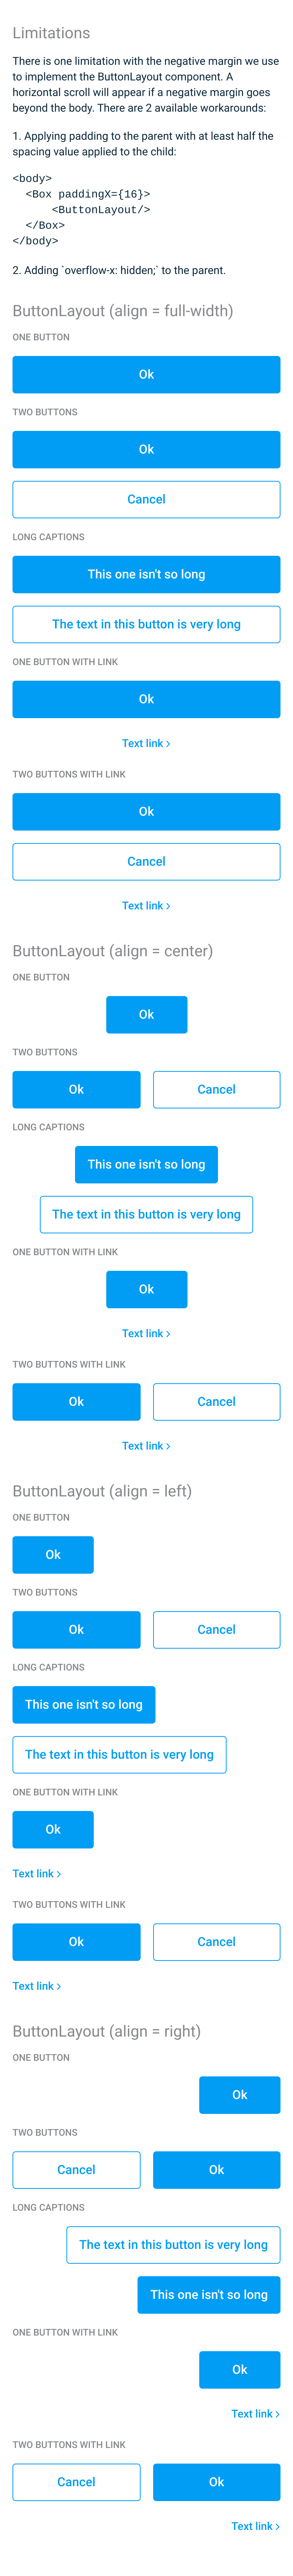 Limitations
There is one limitation with the negative margin we use
to implement the ButtonLayout component. A
horizontal scroll will appear if a negative margin goes
beyond the body. There are 2 available workarounds:
1. Applying padding to the parent with at least half the
spacing value applied to the child:
<body>
  <Box paddingX={16}>
      <ButtonLayout/>
  </Box>
</body>
2. Adding `overflow-x: hidden;` to the parent.
ButtonLayout (align = full-width)
ONE BUTTON
Ok
TWO BUTTONS
Ok
Cancel
LONG CAPTIONS
This one isn't so long
The text in this button is very long
ONE BUTTON WITH LINK
Ok
Text link >
TWO BUTTONS WITH LINK
Ok
Cancel
Text link >
ButtonLayout (align = center)
ONE BUTTON
Ok
TWO BUTTONS
Ok Cancel
LONG CAPTIONS
This one isn't so long
The text in this button is very long
ONE BUTTON WITH LINK
Ok
Text link >
TWO BUTTONS WITH LINK
Ok Cancel
Text link >
ButtonLayout (align = left)
ONE BUTTON
Ok
TWO BUTTONS
Ok Cancel
LONG CAPTIONS
This one isn't so long
The text in this button is very long
ONE BUTTON WITH LINK
Ok
Text link >
TWO BUTTONS WITH LINK
Ok Cancel
Text link >
ButtonLayout (align = right)
ONE BUTTON
Ok
TWO BUTTONS
Cancel Ok
LONG CAPTIONS
The text in this button is very long
This one isn't so long
ONE BUTTON WITH LINK
Ok
Text link >
TWO BUTTONS WITH LINK
Cancel Ok
Text link >